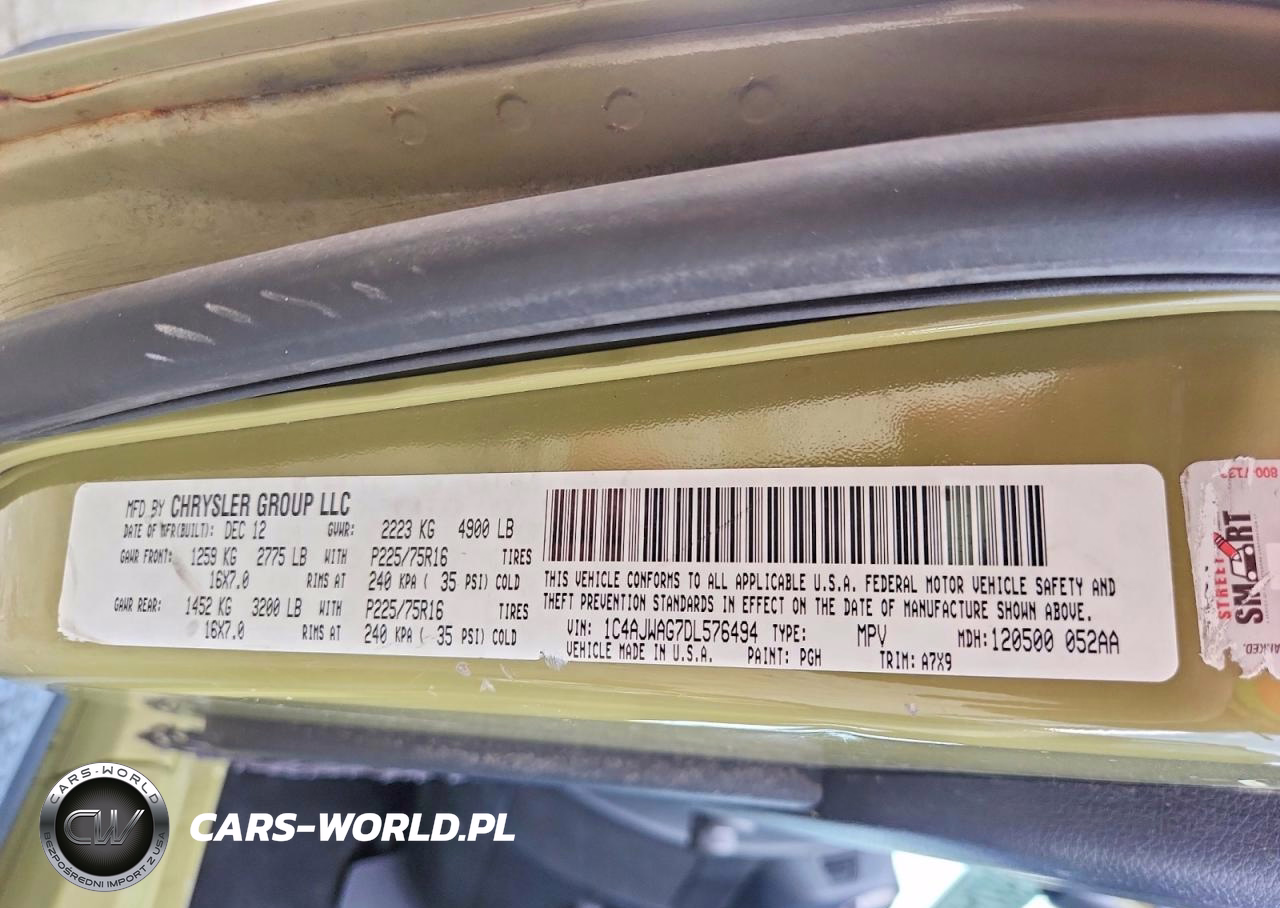 MFD BY CHRYSLER GROUP LLC
DATE OF MFR(BUILT): DEC 12 GVWR: 2223 KG 4900 LB
GAWR FRONT: 1259 KG 2775 LB WITH P225/75R16 TIRES
16X7.0 RIMS AT 240 KPA ( 35 PSI) COLD
GAWR REAR: 1452 KG 3200 LB WITH P225/75R16 TIRES
16X7.0 RIMS AT 240 KPA ( 35 PSI) COLD
THIS VEHICLE CONFORMS TO ALL APPLICABLE U.S.A. FEDERAL MOTOR VEHICLE SAFETY AND
THEFT PREVENTION STANDARDS IN EFFECT ON THE DATE OF MANUFACTURE SHOWN ABOVE.
VIN: 1C4AJWAG7DL576494 TYPE: MPV MDH: 120500 052AA
VEHICLE MADE IN U.S.A. PAINT: PGH TRIM: A7X9
STREET
SMART
CARS-WORLD
CW
BEZPOŚREDNI IMPORT Z USA
CARS-WORLD.PL